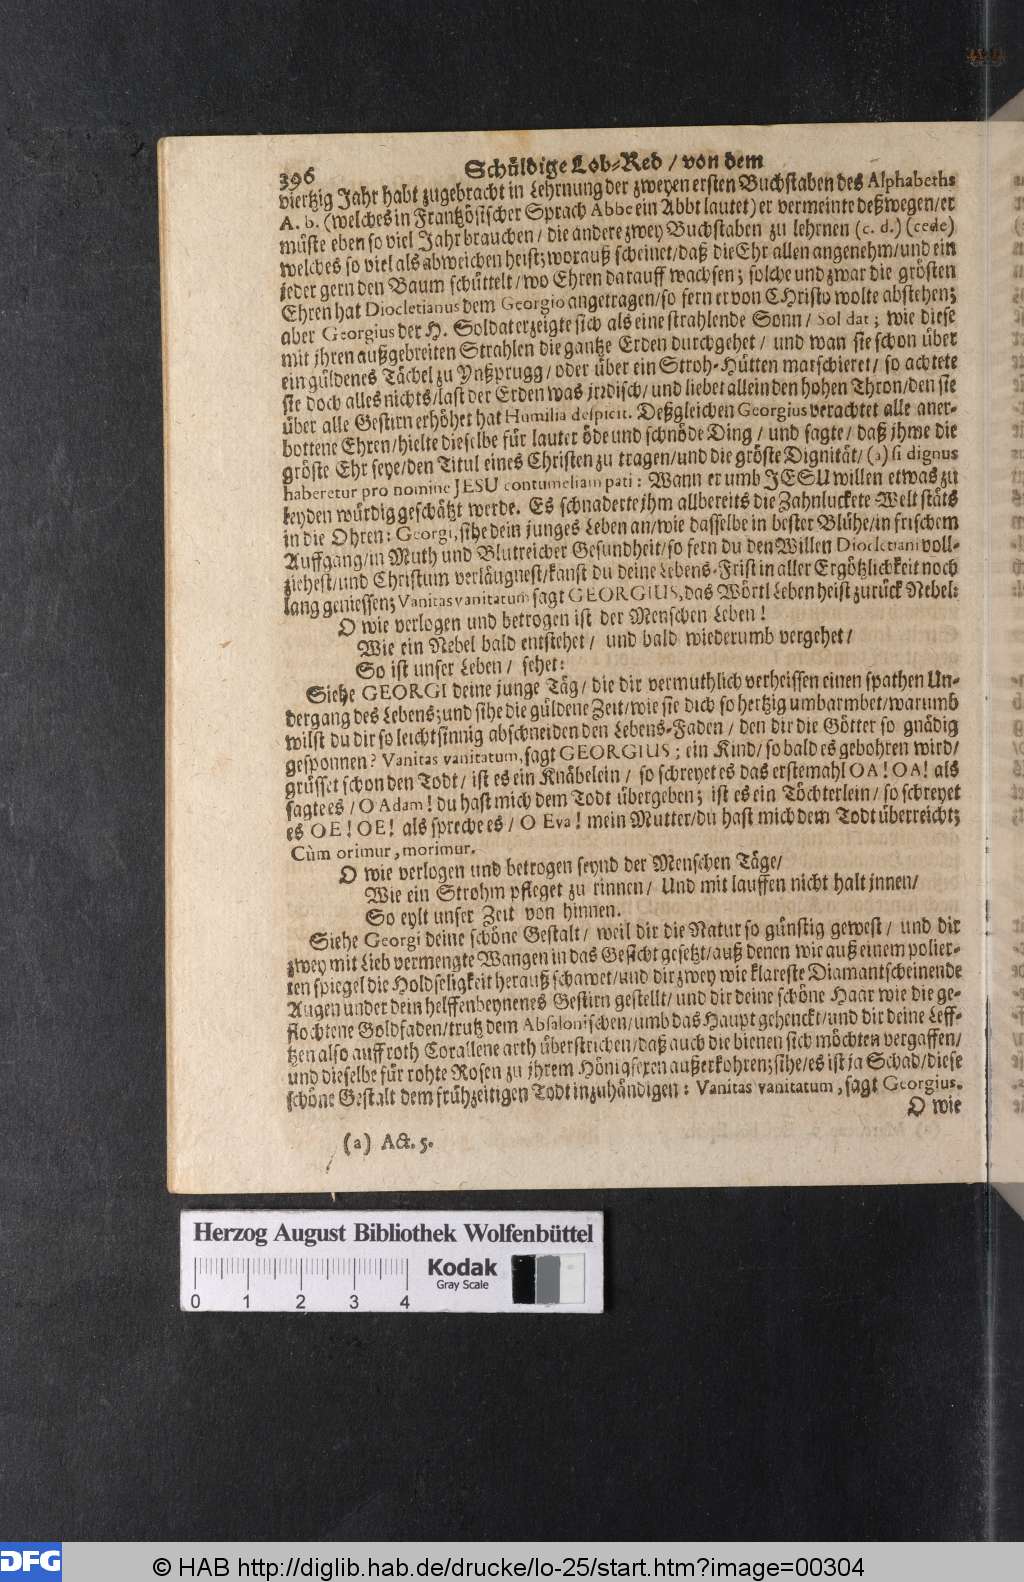 396
Schůldige Lob-Red / von dem
viertzig Jahr habt zugebracht in Lehrnung der zweyen ersten Buchstaben des Alphabeths
A. b. (welches in Frantzösischer Sprach Abbe ein Abbt lautet) er vermeinte deßwegen / er
müste eben so viel Jahr brauchen / die andere zwey Buchstaben zu lehrnen (c. d.) (cede)
welches so viel als abweichen heist; worauß scheinet / daß die Ehr allen angenehm / und ein
jeder gern den Baum schüttelt / wo Ehren darauff wachsen; solche und zwar die grösten
Ehren hat Diocletianus dem Georgio angetragen / so fern er von CHristo wolte abstehen;
aber Georgius der H. Soldat erzeigte sich als eine strahlende Sonn / Sol dat; wie diese
mit jhren außgebreiten Strahlen die gantze Erden durchgehet / und wan sie schon über
ein güldenes Tächel zu Ynßprugg / oder über ein Stroh-Hütten marschieret / so achtete
sie doch alles nichts / last der Erden was jrrdisch / und liebet allein den hohen Thron / den sie
über alle Gestirn erhöhet hat Humilia despicit. Deßgleichen Georgius verachtet alle aner-
bottene Ehren / hielte dieselbe für lauter öde und schnöde Ding / und sagte / daß jhme die
gröste Ehr seye / den Titul eines Christen zu tragen / und die gröste Dignität / (a) si dignus
haberetur pro nomine JESU contumeliam pati: Wann er umb JESU willen etwas zu
leyden würdig geschätzt werde. Es schnaderte jhm allbereits die Zahnluckete Welt stäts
in die Ohren: Georgi, sihe dein junges Leben an / wie dasselbe in bester Blühe / in frischem
Auffgang / in Muth und Blutreicher Gesundheit / so fern du den Willen Diocletiani voll-
ziehest / und Christum verläugnest / kanst du deine Lebens-Frist in aller Ergötzlichkeit noch
lang geniessen; Vanitas vanitatum sagt GEORGIUS, das Wörtl Leben heist zurück Nebel:
O wie verlogen und betrogen ist der Menschen Leben!
Wie ein Nebel bald entstehet / und bald wiederumb vergehet /
So ist unser Leben / sehet:
Siehe GEORGI deine junge Täg / die dir vermuthlich verheissen einen spathen Un-
dergang des Lebens; und sihe die güldene Zeit / wie sie dich so hertzig umbarmbet / warumb
wilst du dir so leichtsinnig abschneiden den Lebens-Faden / den dir die Götter so gnädig
gesponnen? Vanitas vanitatum, sagt GEORGIUS; ein Kind / so bald es gebohren wird /
grüsset schon den Todt / ist es ein Knäbelein / so schreyet es das erstemahl OA! OA! als
sagte es / O Adam! du hast mich dem Todt übergeben; ist es ein Töchterlein / so schreyet
es OE! OE! als spreche es / O Eva! mein Mutter / du hast mich dem Todt überreicht;
Cùm orimur, morimur.
O wie verlogen und betrogen seynd der Menschen Täge /
Wie ein Strohm pfleget zu rinnen / Und mit lauffen nicht halt jnnen /
So eylt unser Zeit von hinnen.
Siehe Georgi deine schöne Gestalt / weil dir die Natur so günstig gewest / und dir
zwey mit Lieb vermengte Wangen in das Gesicht gesetzt / auß denen wie auß einem polier-
ten spiegel die Holdseligkeit herauß schawet / und dir zwey wie klareste Diamantscheinende
Augen under dein helffenbeynenes Gestirn gestellt / und dir deine schöne Haar wie die ge-
flochtene Goldfaden / trutz dem Absalonischen / umb das Haupt gehenckt / und dir deine Leff-
tzen also auff roth Corallene arth überstrichen / daß auch die bienen sich möchten vergaffen /
und dieselbe für rohte Rosen zu jhrem Hönigsexen außerkohren; sihe / es ist ja Schad / diese
schöne Gestalt dem frühzeitigen Todt inzuhändigen: Vanitas vanitatum, sagt Georgius.
O wie
(a) Act. 5.
Herzog August Bibliothek Wolfenbüttel
Kodak
Gray Scale
0 1 2 3 4
DFG
© HAB http://diglib.hab.de/drucke/lo-25/start.htm?image=00304